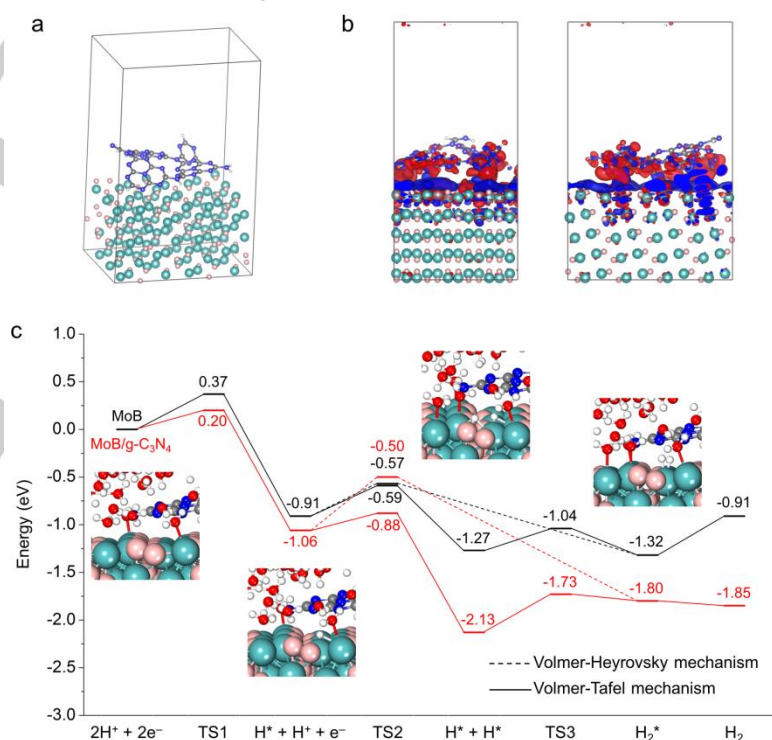 a
b
c
1.0
0.5
0.0
-0.5
-1.0
-1.5
-2.0
-2.5
-3.0
Energy (eV)
MoB
MoB/g-C₃N₄
0.37
0.20
-0.91
-1.06
-0.50
-0.57
-0.59
-0.88
-1.27
-2.13
-1.04
-1.73
-1.32
-1.80
-0.91
-1.85
Volmer-Heyrovsky mechanism
Volmer-Tafel mechanism
2H⁺ + 2e⁻ TS1 H* + H⁺ + e⁻ TS2 H* + H* TS3 H₂* H₂